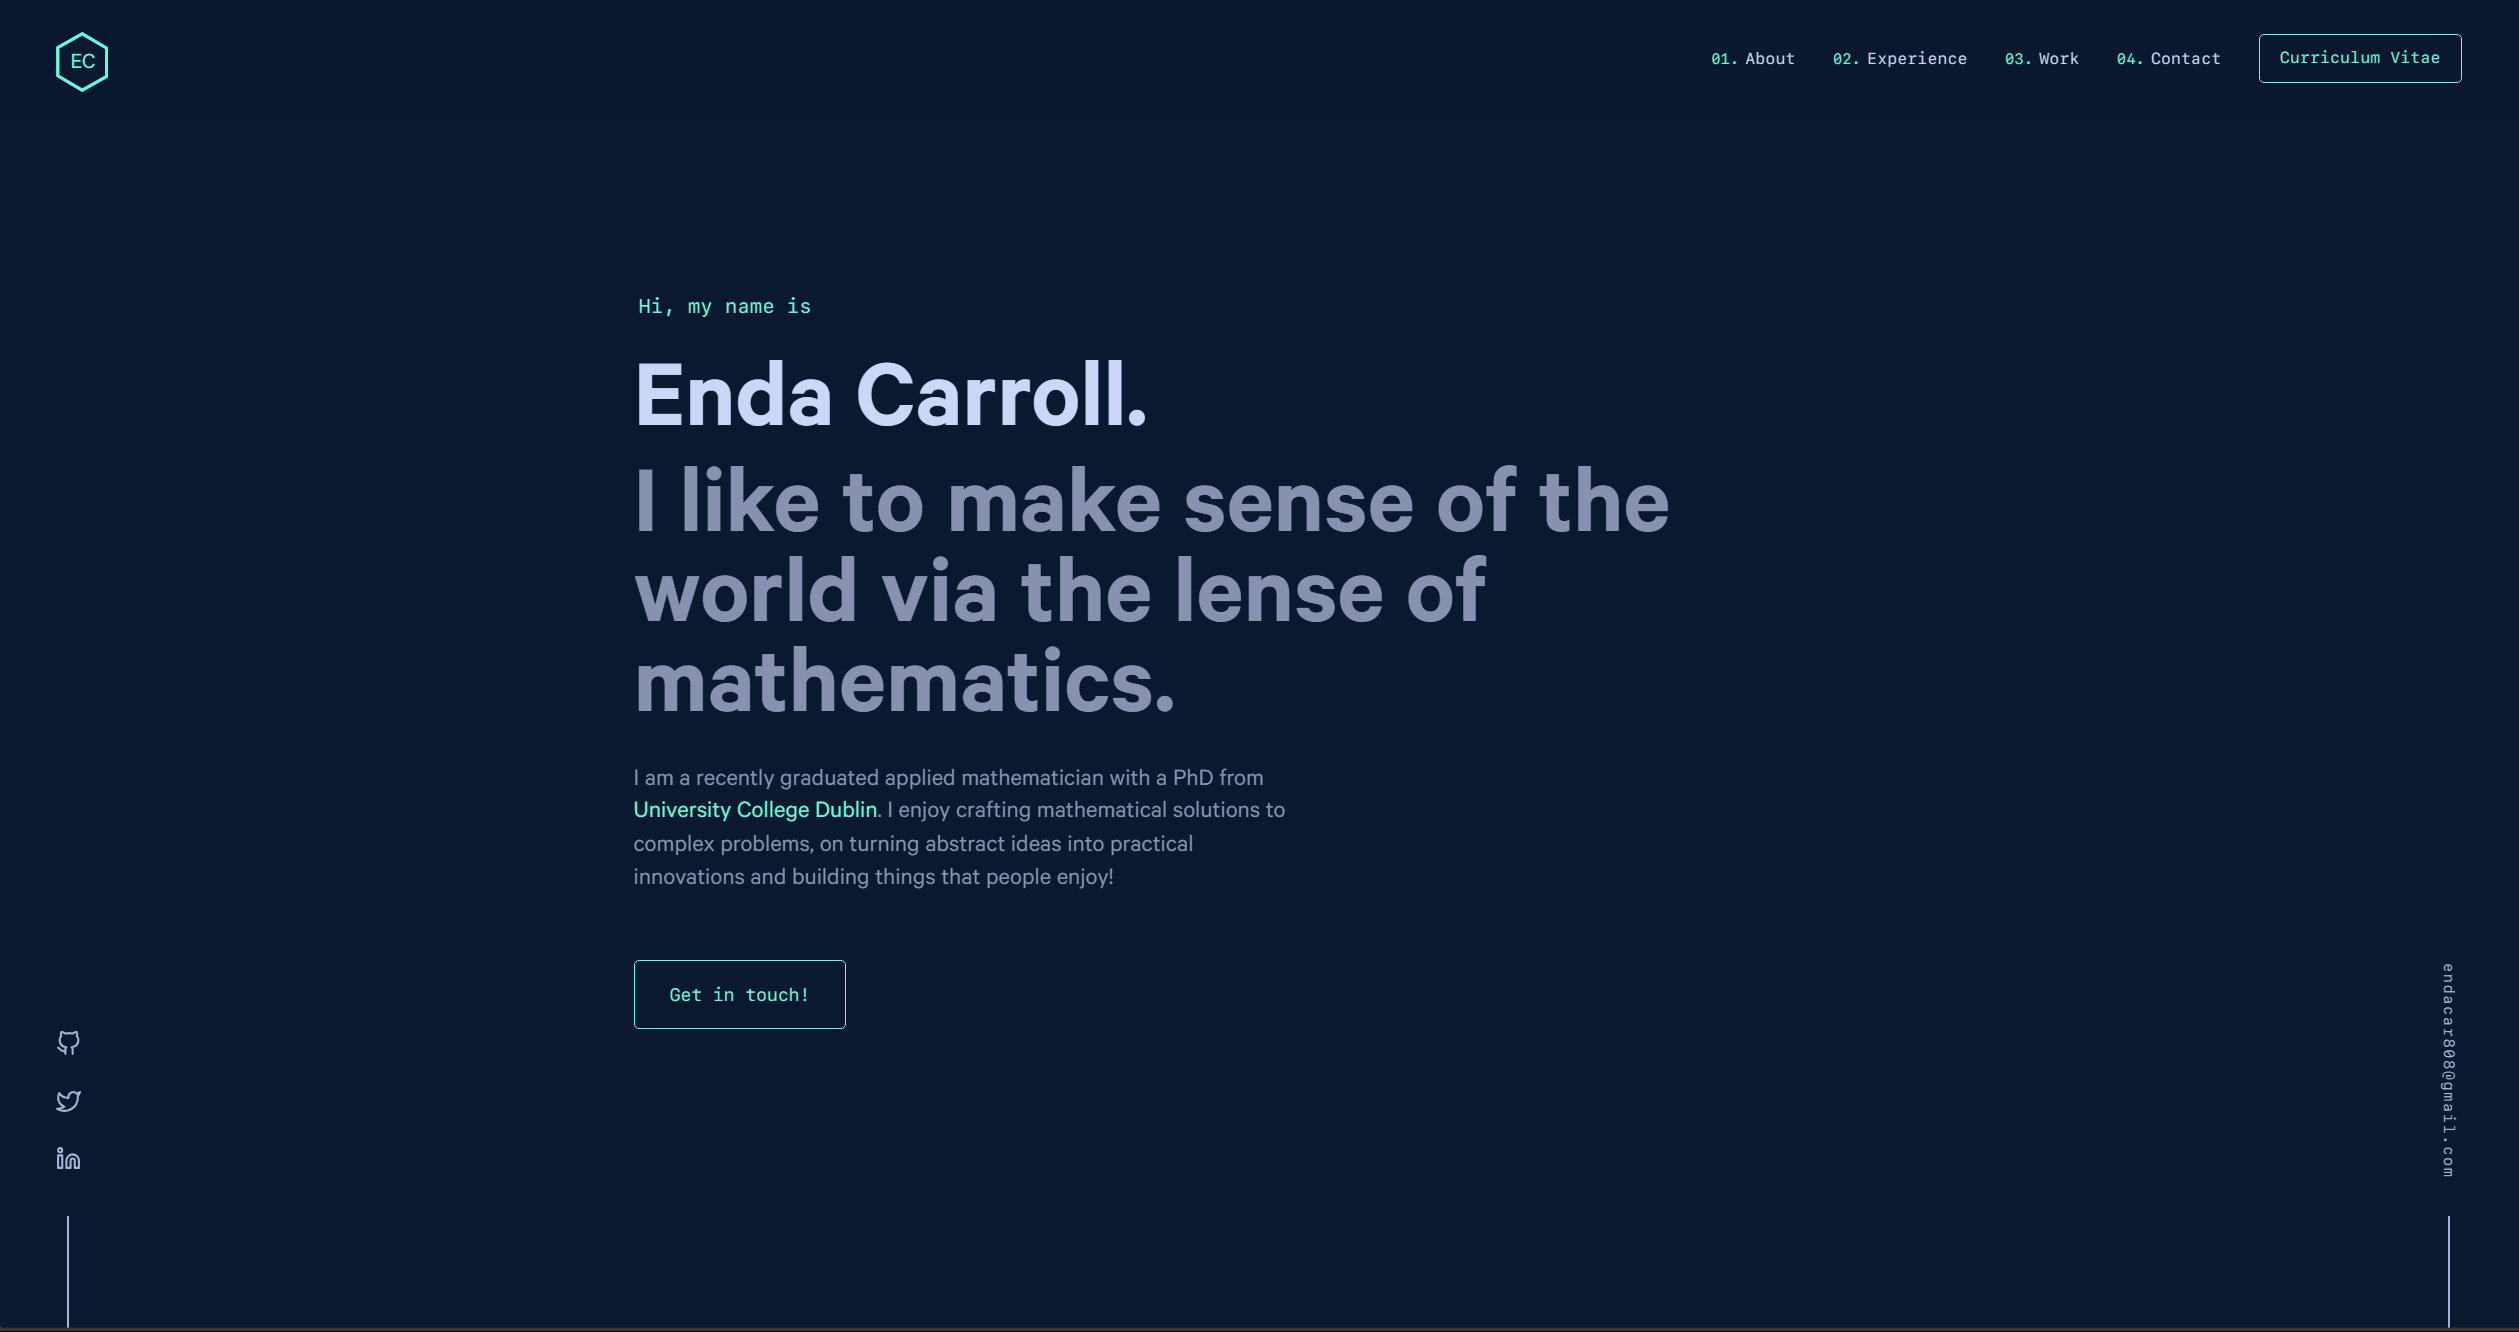 EC
01. About 02. Experience 03. Work 04. Contact Curriculum Vitae
Hi, my name is
Enda Carroll.
I like to make sense of the
world via the lense of
mathematics.
I am a recently graduated applied mathematician with a PhD from
University College Dublin. I enjoy crafting mathematical solutions to
complex problems, on turning abstract ideas into practical
innovations and building things that people enjoy!
Get in touch!
endacar808@gmail.com